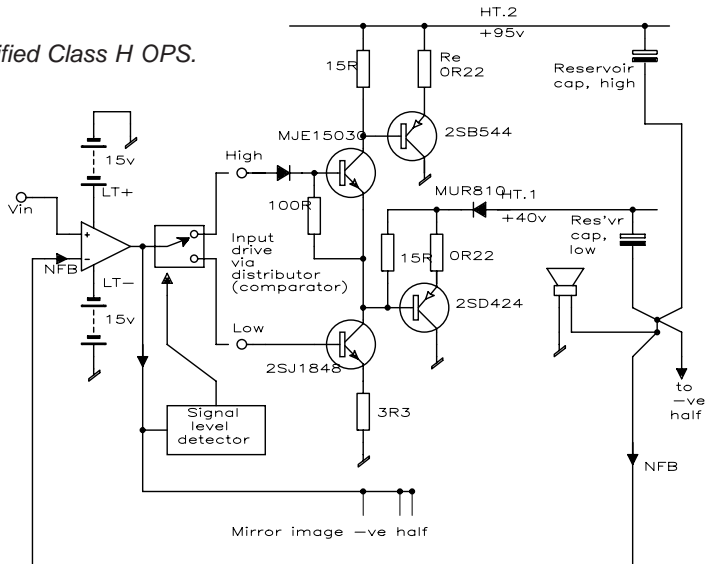 ified Class H OPS.
HT.2
+95v
15R
Re
0R22
Reservoir
cap, high
MJE15030
2SB544
15v
High
LT+
Vin
+
−
NFB
100R
MUR810
HT.1
+40v
Input
drive
via
distributor
(comparator)
15R
0R22
Res'vr
cap,
low
LT−
15v
2SD424
Low
2SJ1848
Signal
level
detector
3R3
to
−ve
half
NFB
Mirror image −ve half